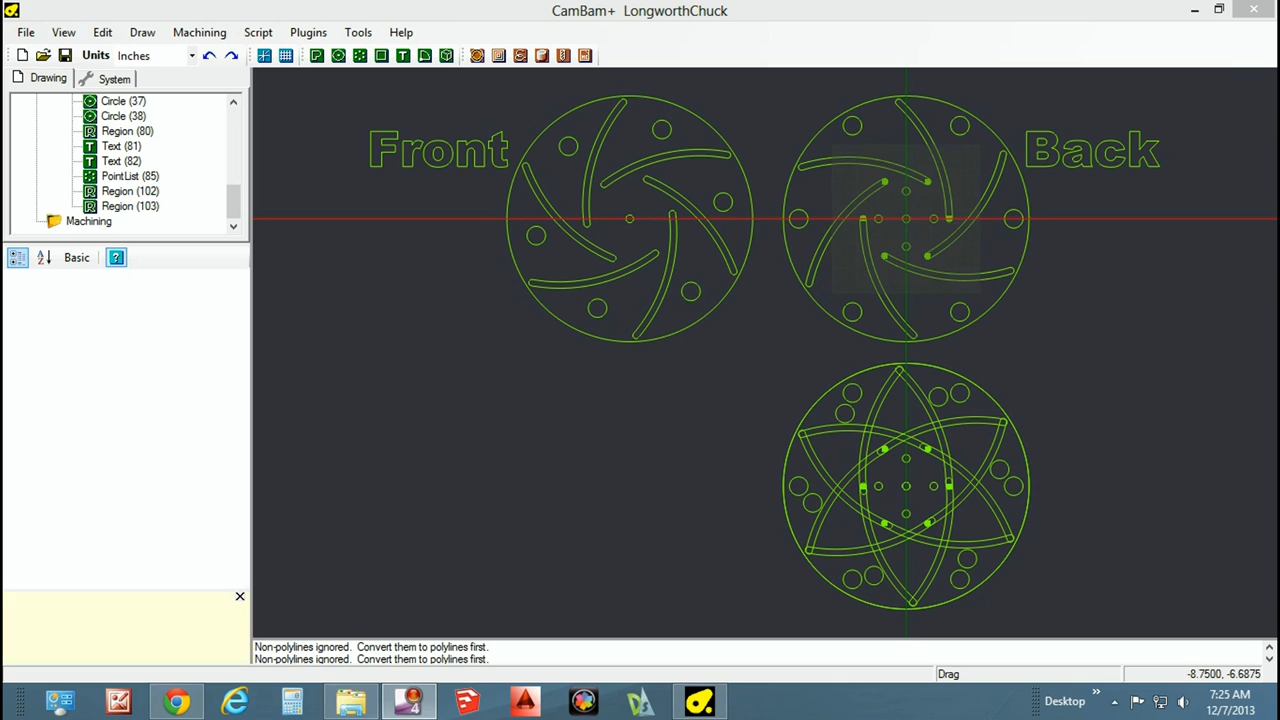 CamBam+ LongworthChuck
File View Edit Draw Machining Script Plugins Tools Help
Units Inches
Drawing System
Circle (37)
Circle (38)
Region (80)
Text (81)
Text (82)
PointList (85)
Region (102)
Region (103)
Machining
Basic
Front
Back
Non-polylines ignored. Convert them to polylines first.
Non-polylines ignored. Convert them to polylines first.
Drag
-8.7500, -6.6875
Desktop
7:25 AM
12/7/2013